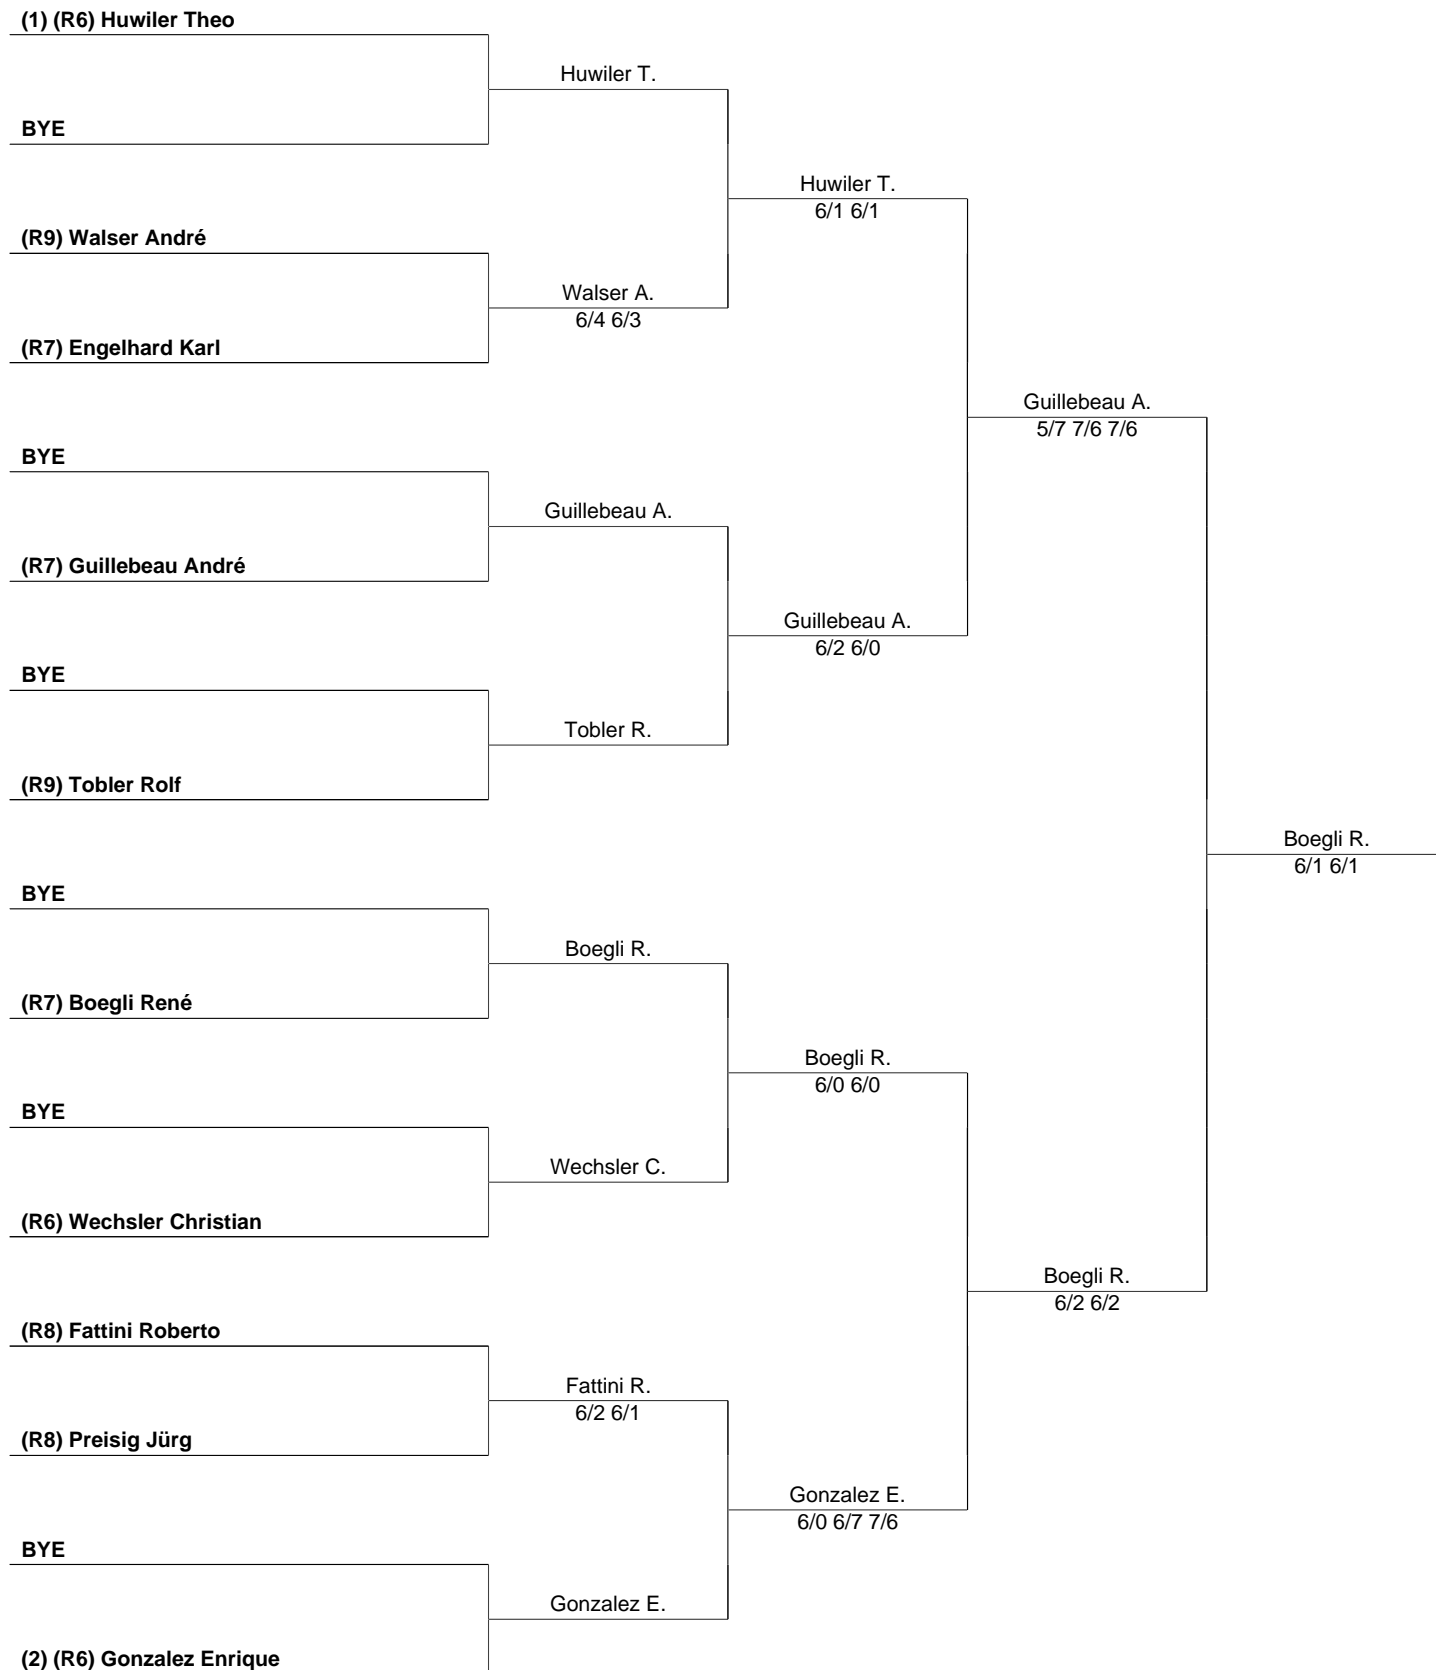 (1) (R6) Huwiler Theo
Huwiler T.
BYE
Huwiler T.
6/1 6/1
(R9) Walser André
Walser A.
6/4 6/3
(R7) Engelhard Karl
Guillebeau A.
5/7 7/6 7/6
BYE
Guillebeau A.
(R7) Guillebeau André
Guillebeau A.
6/2 6/0
BYE
Tobler R.
(R9) Tobler Rolf
Boegli R.
6/1 6/1
BYE
Boegli R.
(R7) Boegli René
Boegli R.
6/0 6/0
BYE
Wechsler C.
(R6) Wechsler Christian
Boegli R.
6/2 6/2
(R8) Fattini Roberto
Fattini R.
6/2 6/1
(R8) Preisig Jürg
Gonzalez E.
6/0 6/7 7/6
BYE
Gonzalez E.
(2) (R6) Gonzalez Enrique